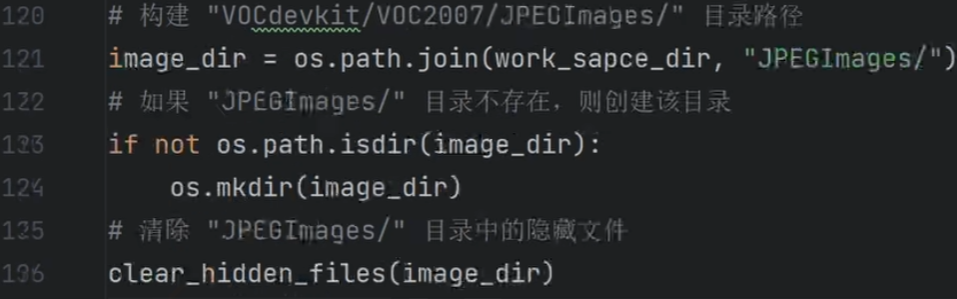 120 # 构建 "VOCdevkit/VOC2007/JPEGImages/" 目录路径
121 image_dir = os.path.join(work_sapce_dir, "JPEGImages/")
122 # 如果 "JPEGImages/" 目录不存在，则创建该目录
123 if not os.path.isdir(image_dir):
124     os.mkdir(image_dir)
125 # 清除 "JPEGImages/" 目录中的隐藏文件
126 clear_hidden_files(image_dir)